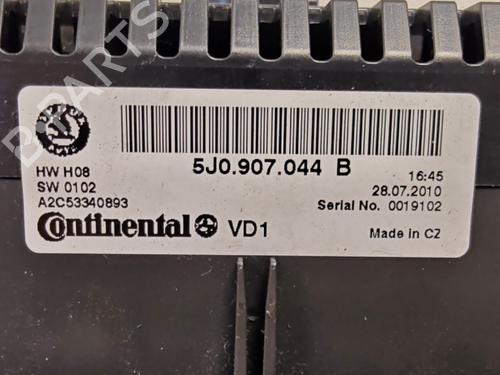 B-PARTS
5J0.907.044 B
HW H08
SW 0102
A2C53340893
16:45
28.07.2010
Serial No. 0019102
Continental VD1
Made in CZ